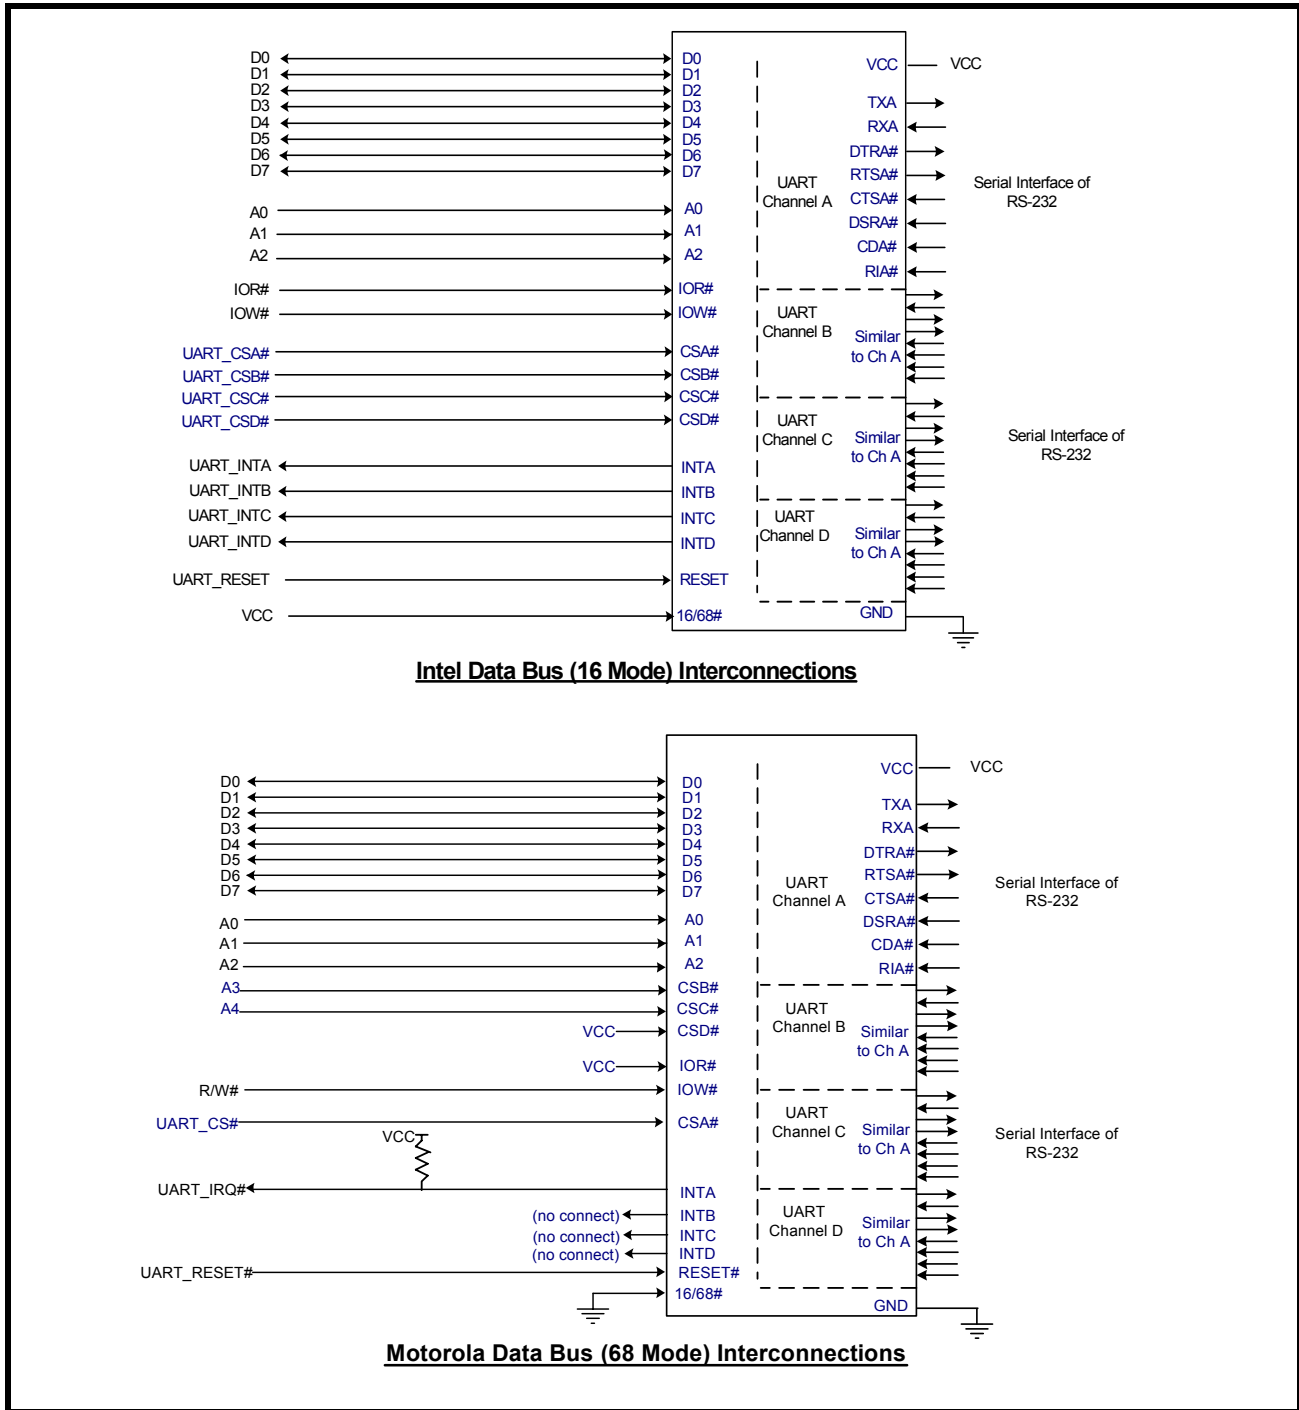 D0 D0 VCC VCC
D1 D1
D2 D2
D3 D3 TXA
D4 D4 RXA
D5 D5
D6 D6 DTRA#
D7 D7 UART RTSA# Serial Interface of
Channel A CTSA# RS-232
A0 A0
A1 A1 DSRA#
A2 A2 CDA#
RIA#
IOR# IOR#
IOW# IOW# UART
Channel B Similar
UART_CSA# CSA# to Ch A
UART_CSB# CSB#
UART_CSC# CSC#
UART_CSD# CSD# UART
Channel C Similar Serial Interface of
to Ch A RS-232
UART_INTA INTA
UART_INTB INTB
UART_INTC INTC UART
UART_INTD INTD Channel D Similar
to Ch A
UART_RESET RESET
VCC 16/68# GND
Intel Data Bus (16 Mode) Interconnections
D0 D0 VCC VCC
D1 D1
D2 D2 TXA
D3 D3 RXA
D4 D4
D5 D5 DTRA#
D6 D6 RTSA#
D7 D7 UART CTSA# Serial Interface of
Channel A RS-232
A0 A0 DSRA#
A1 A1 CDA#
A2 A2 RIA#
A3 CSB#
A4 CSC# UART
VCC CSD# Channel B Similar
to Ch A
VCC IOR#
R/W# IOW#
UART_CS# CSA# UART
VCC Channel C Similar Serial Interface of
to Ch A RS-232
UART_IRQ# INTA
(no connect) INTB UART
(no connect) INTC Channel D Similar
(no connect) INTD to Ch A
UART_RESET# RESET#
16/68# GND
Motorola Data Bus (68 Mode) Interconnections